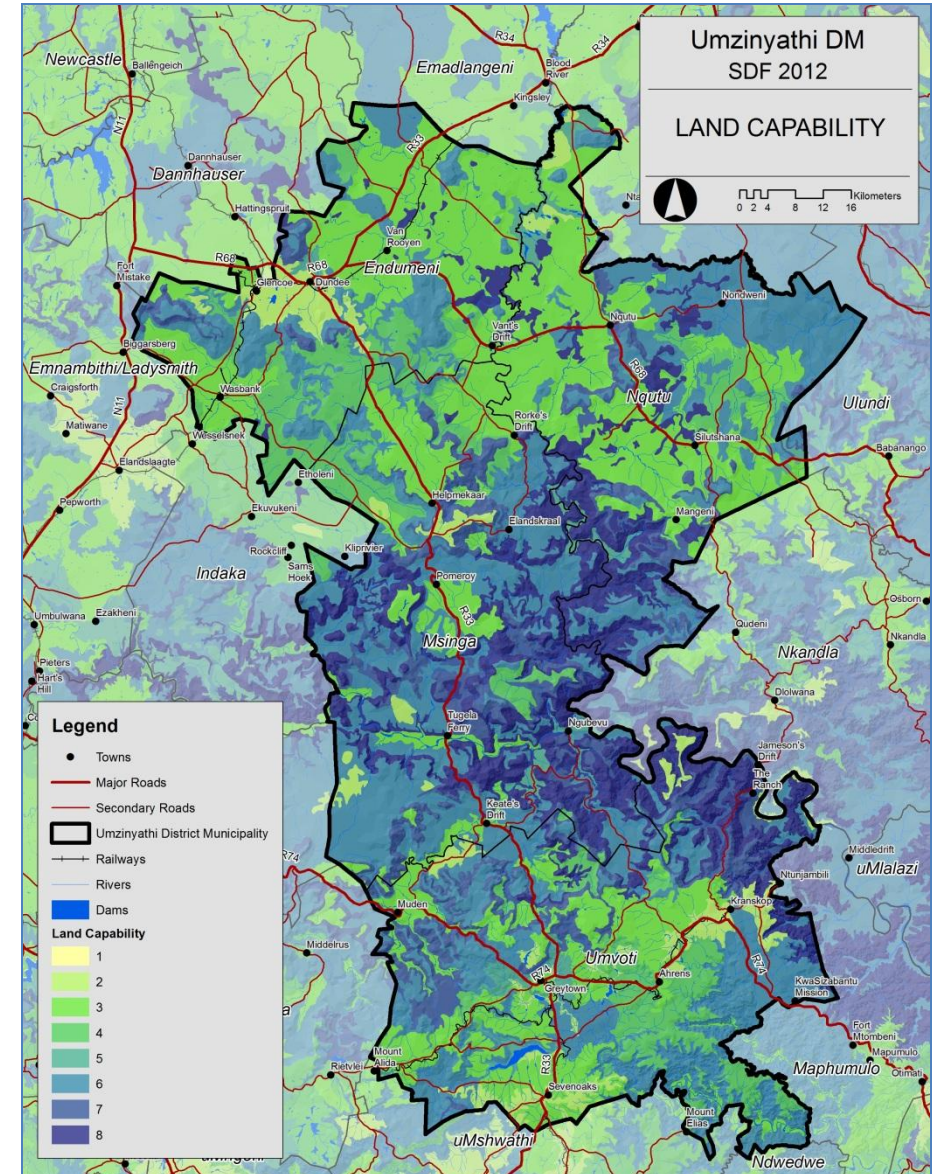 Umzinyathi DM
SDF 2012
LAND CAPABILITY
Kilometers
0 2 4 8 12 16
Newcastle
Ballengeich
Emadlangeni
R34
R34
Blood
River
Kingsley
N11
R33
Dannhauser
Dannhauser
Hattingspruit
Nta
Van
Rooyen
R68
R68
Endumeni
Fort
Mistake
Glencoe
Dundee
Nondweni
Nqutu
Vant's
Drift
Biggarsberg
Emnambithi/Ladysmith
R68
Craigsforth
N11
Wasbank
Nqutu
Ulundi
Matiwane
Rorke's
Drift
Wesselsnek
Silutshana
Babanango
Elandslaagte
Etholeni
Pepworth
Helpmekaar
Ekuvukeni
Elandskraal
Mangeni
Rockcliff
Kliprivier
Sams
Hoek
Indaka
Pomeroy
Osborn
R33
Umbulwana
Ezakheni
Msinga
Qudeni
Nkandla
Nkandla
Pieters
Hart's
Hill
Dlolwana
Tugela
Ferry
Ngubevu
Jameson's
Drift
The
Ranch
Keate's
Drift
Middledrift
R74
uMlalazi
Ntunjambili
Muden
Kranskop
Middelrus
Umvoti
R74
Greytown
Ahrens
R74
KwaSizabantu
Mission
Fort
Mtombeni
R33
Mapumulo
Mount
Alida
Rietvlei
Maphumulo
Otimati
Sevenoaks
Mount
Elias
uMshwathi
Ndwedwe
Legend
Towns
Major Roads
Secondary Roads
Umzinyathi District Municipality
Railways
Rivers
Dams
Land Capability
1
2
3
4
5
6
7
8